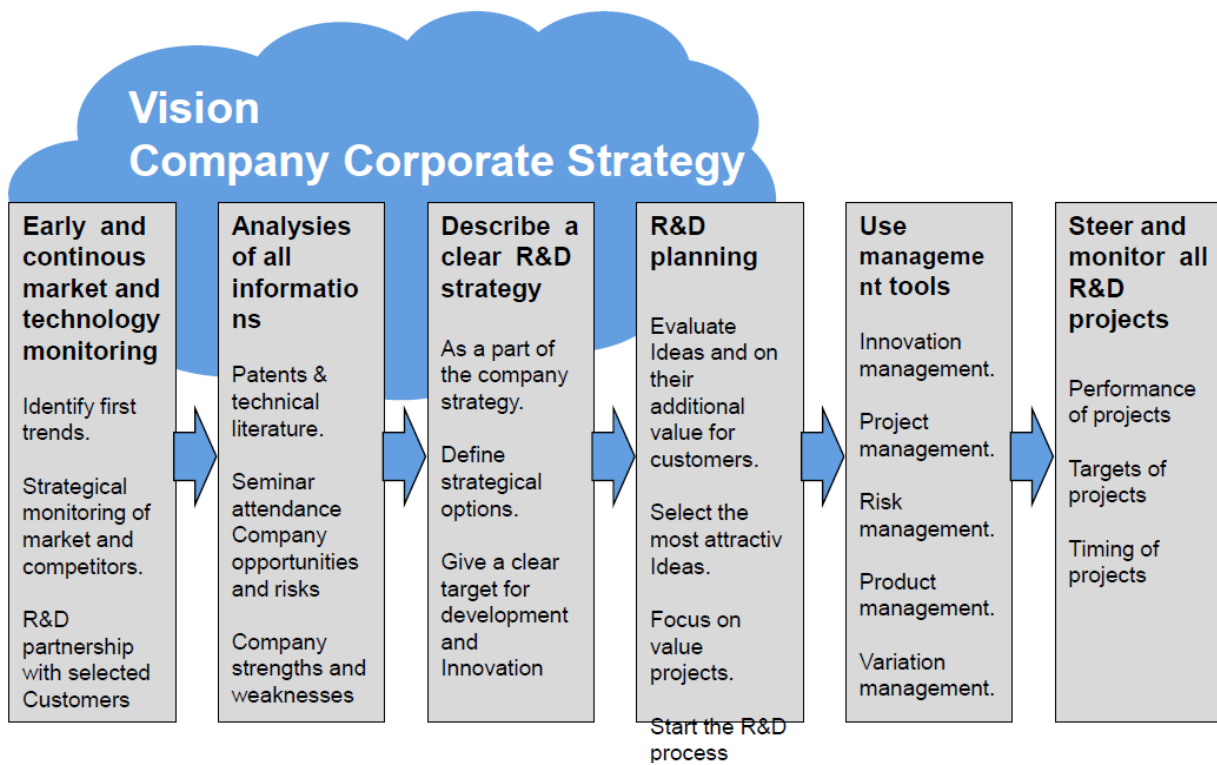 Vision
Company Corporate Strategy
Early and
continous
market and
technology
monitoring
Identify first
trends.
Strategical
monitoring of
market and
competitors.
R&D
partnership
with selected
Customers
Analysies
of all
informatio
ns
Patents &
technical
literature.
Seminar
attendance
Company
opportunities
and risks
Company
strengths and
weaknesses
Describe a
clear R&D
strategy
As a part of
the company
strategy.
Define
strategical
options.
Give a clear
target for
development
and
Innovation
R&D
planning
Evaluate
Ideas and on
their
additional
value for
customers.
Select the
most attractiv
Ideas.
Focus on
value
projects.
Start the R&D
process
Use
manageme
nt tools
Innovation
management.
Project
management.
Risk
management.
Product
management.
Variation
management.
Steer and
monitor all
R&D
projects
Performance
of projects
Targets of
projects
Timing of
projects